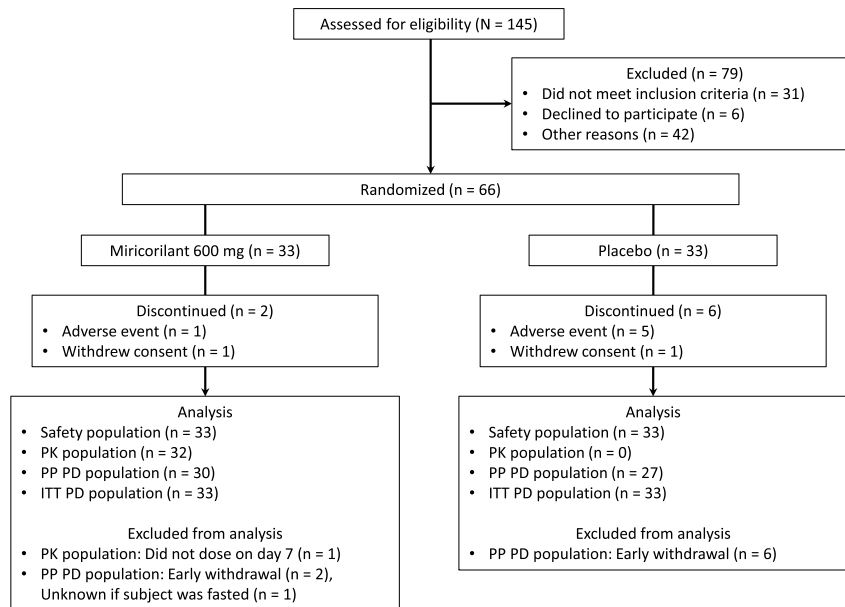 Assessed for eligibility (N = 145)
Excluded (n = 79)
• Did not meet inclusion criteria (n = 31)
• Declined to participate (n = 6)
• Other reasons (n = 42)
Randomized (n = 66)
Miricorilant 600 mg (n = 33)
Discontinued (n = 2)
• Adverse event (n = 1)
• Withdrew consent (n = 1)
Analysis
• Safety population (n = 33)
• PK population (n = 32)
• PP PD population (n = 30)
• ITT PD population (n = 33)
Excluded from analysis
• PK population: Did not dose on day 7 (n = 1)
• PP PD population: Early withdrawal (n = 2),
Unknown if subject was fasted (n = 1)
Placebo (n = 33)
Discontinued (n = 6)
• Adverse event (n = 5)
• Withdrew consent (n = 1)
Analysis
• Safety population (n = 33)
• PK population (n = 0)
• PP PD population (n = 27)
• ITT PD population (n = 33)
Excluded from analysis
• PP PD population: Early withdrawal (n = 6)